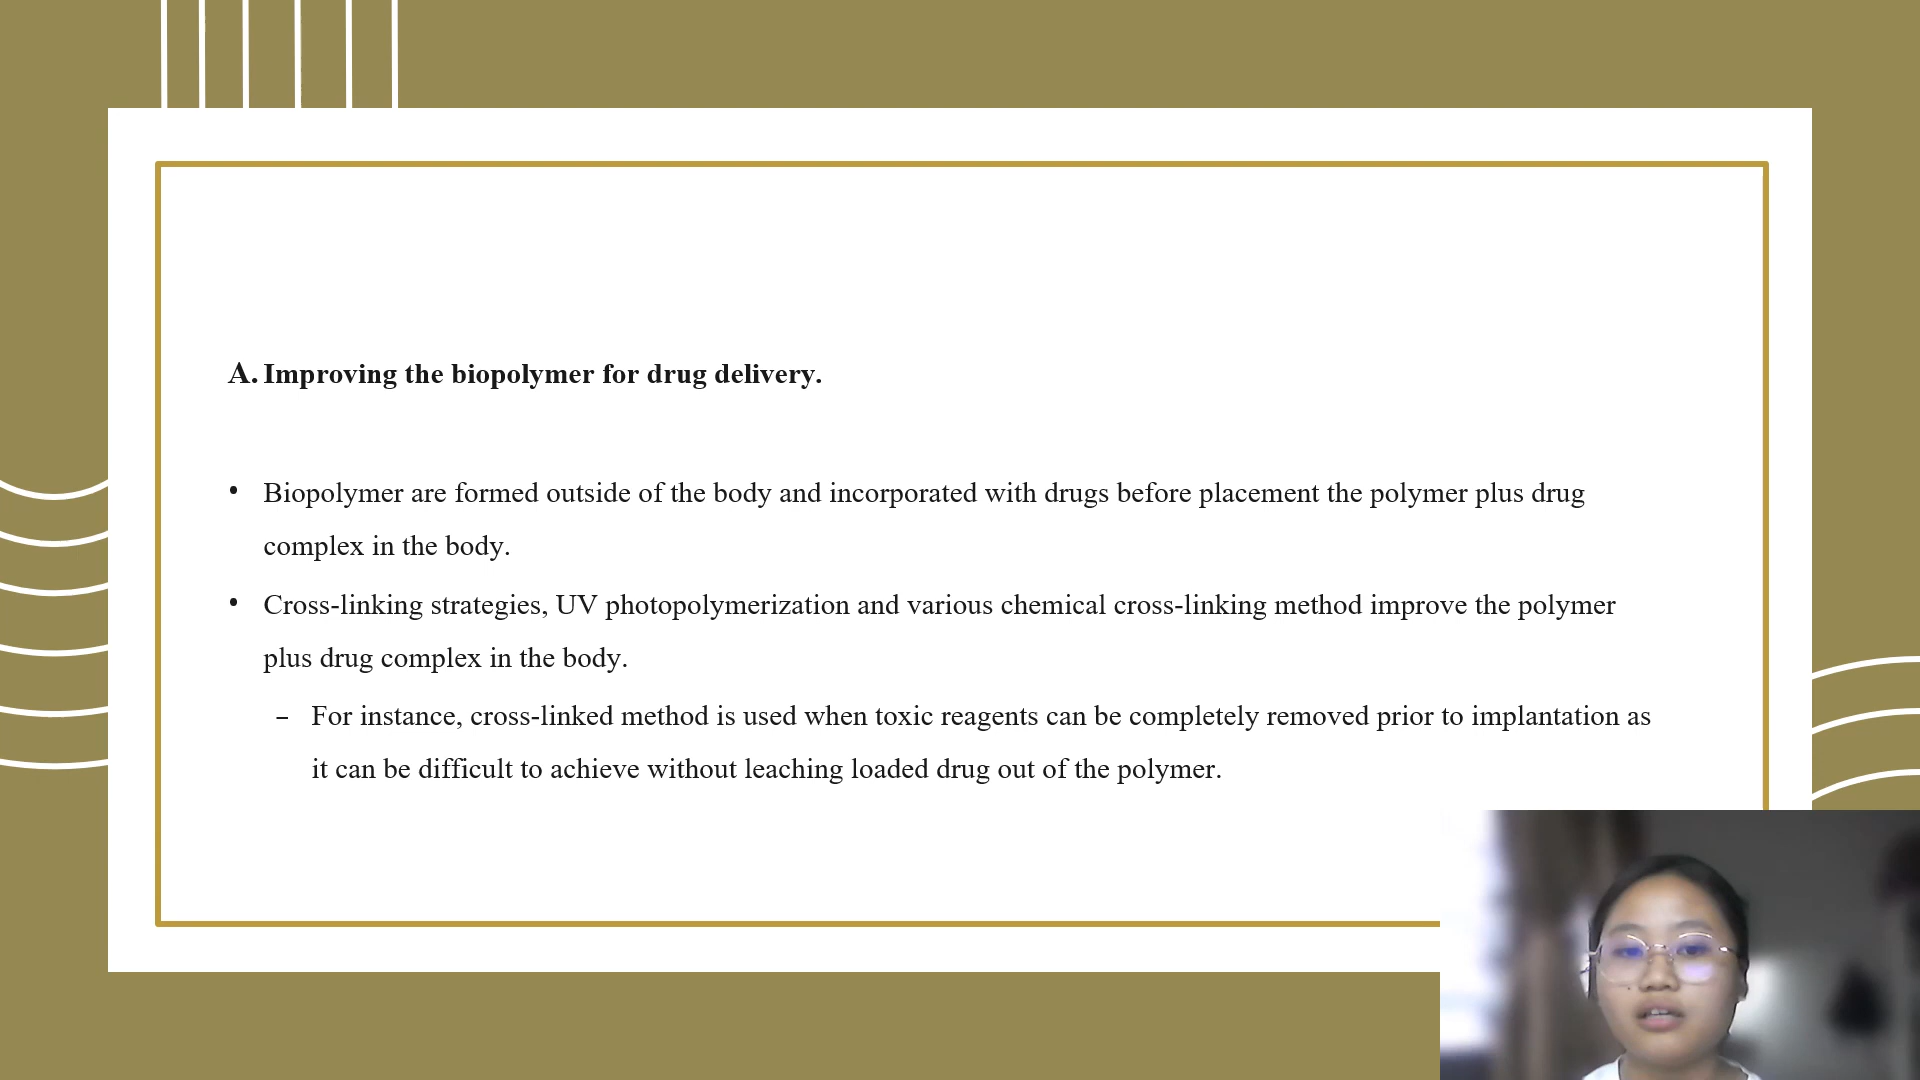 A. Improving the biopolymer for drug delivery.
• Biopolymer are formed outside of the body and incorporated with drugs before placement the polymer plus drug
complex in the body.
• Cross-linking strategies, UV photopolymerization and various chemical cross-linking method improve the polymer
plus drug complex in the body.
– For instance, cross-linked method is used when toxic reagents can be completely removed prior to implantation as
it can be difficult to achieve without leaching loaded drug out of the polymer.